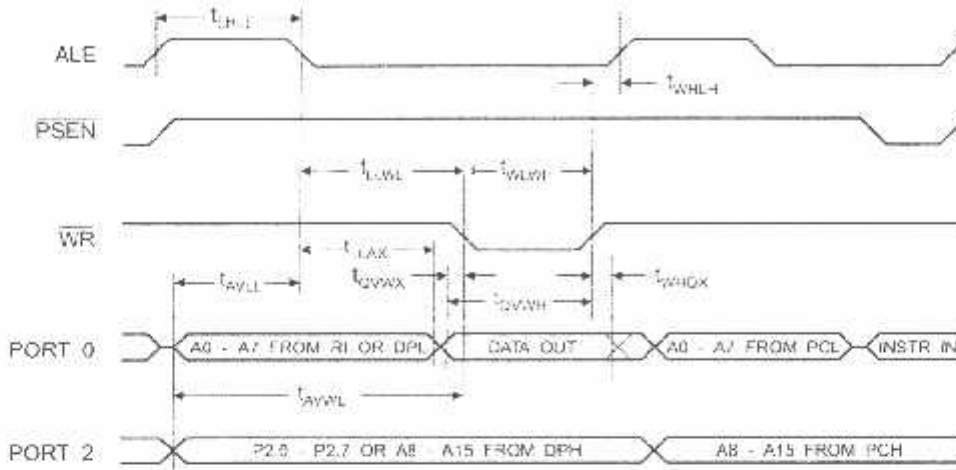 tLHLL
ALE
tWHLH
PSEN
tLLWL
tWLWH
WR
tLLAX
tQVWX
tWHQX
tAVLL
tQVWH
PORT 0
A0 - A7 FROM RI OR DPL
DATA OUT
A0 - A7 FROM PCL
INSTR IN
tAVWL
PORT 2
P2.0 - P2.7 OR A8 - A15 FROM DPH
A8 - A15 FROM PCH